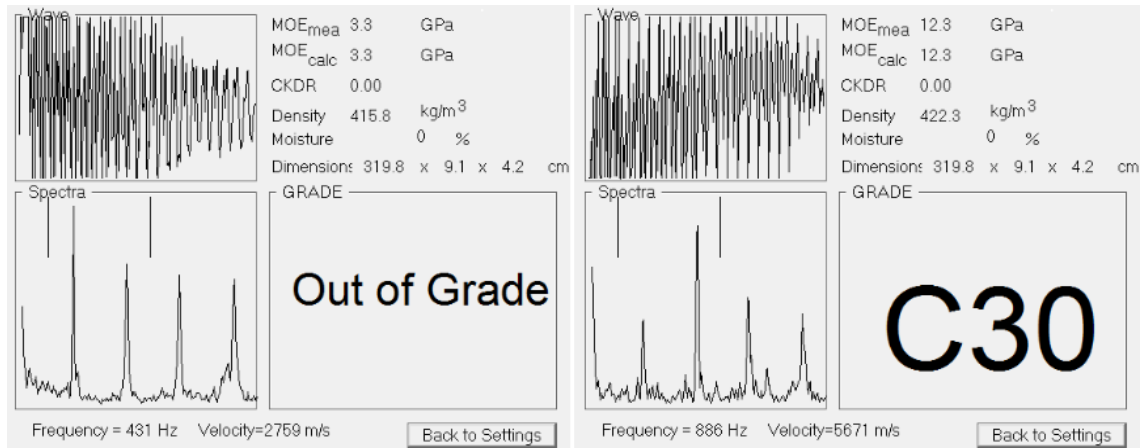 Wave
MOEmea 3.3 GPa
MOEcalc 3.3 GPa
CKDR 0.00
Density 415.8 kg/m3
Moisture 0 %
Dimensions 319.8 x 9.1 x 4.2 cm
Spectra
GRADE
Out of Grade
Frequency = 431 Hz Velocity=2759 m/s
Back to Settings
Wave
MOEmea 12.3 GPa
MOEcalc 12.3 GPa
CKDR 0.00
Density 422.3 kg/m3
Moisture 0 %
Dimensions 319.8 x 9.1 x 4.2 cm
Spectra
GRADE
C30
Frequency = 886 Hz Velocity=5671 m/s
Back to Settings